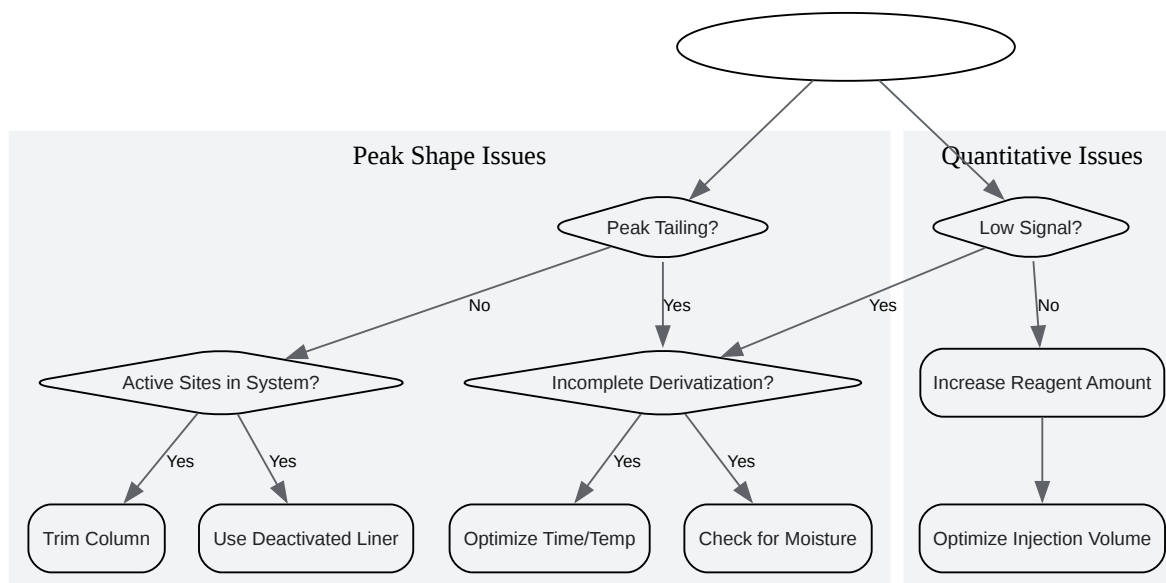 Peak Shape Issues
Quantitative Issues
Peak Tailing?
Low Signal?
No
Yes
Yes
No
Active Sites in System?
Incomplete Derivatization?
Increase Reagent Amount
Yes
Yes
Yes
Yes
Trim Column
Use Deactivated Liner
Optimize Time/Temp
Check for Moisture
Optimize Injection Volume